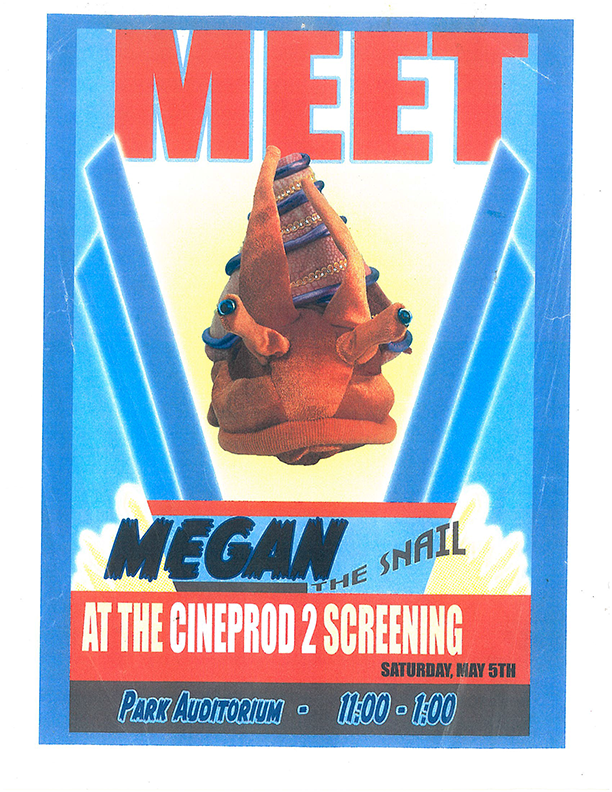 MEET
MEGAN
THE SNAIL
AT THE CINEPROD 2 SCREENING
SATURDAY, MAY 5TH
PARK AUDITORIUM - 11:00 - 1:00